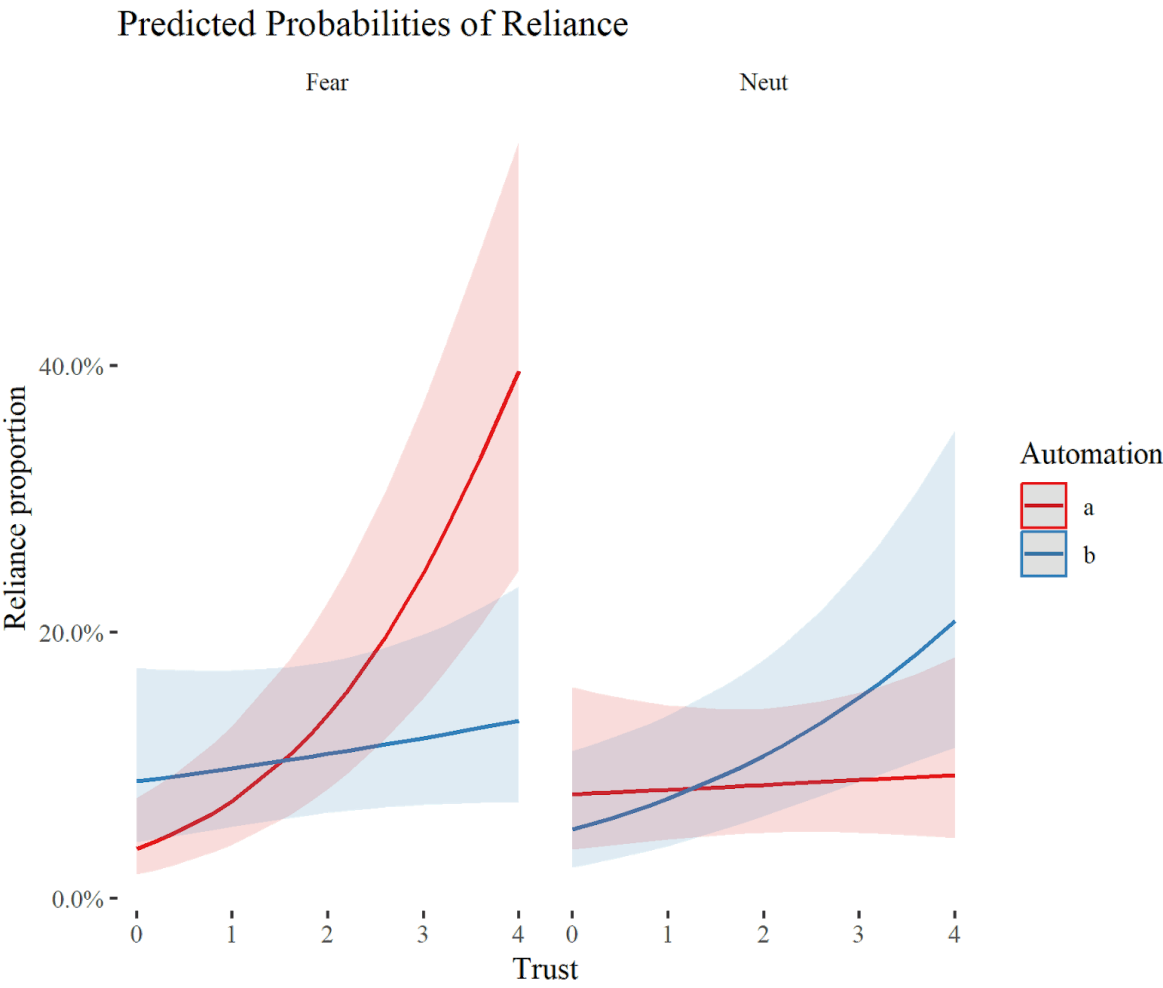 Predicted Probabilities of Reliance
Fear
Neut
40.0%
20.0%
0.0%
Reliance proportion
0 1 2 3 4
0 1 2 3 4
Trust
Automation
a
b